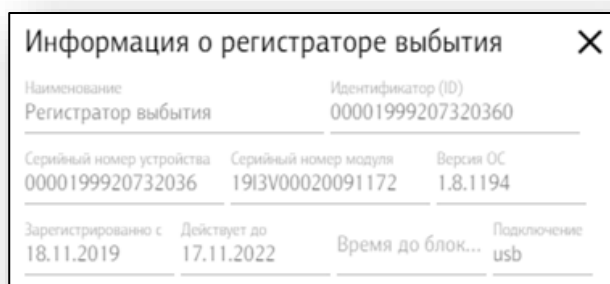 Информация о регистраторе выбытия
Наименование Идентификатор (ID)
Регистратор выбытия 00001999207320360
Серийный номер устройства Серийный номер модуля Версия ОС
0000199920732036 19I3V00020091172 1.8.1194
Зарегистрированно с Действует до Время до блок... Подключение
18.11.2019 17.11.2022 usb